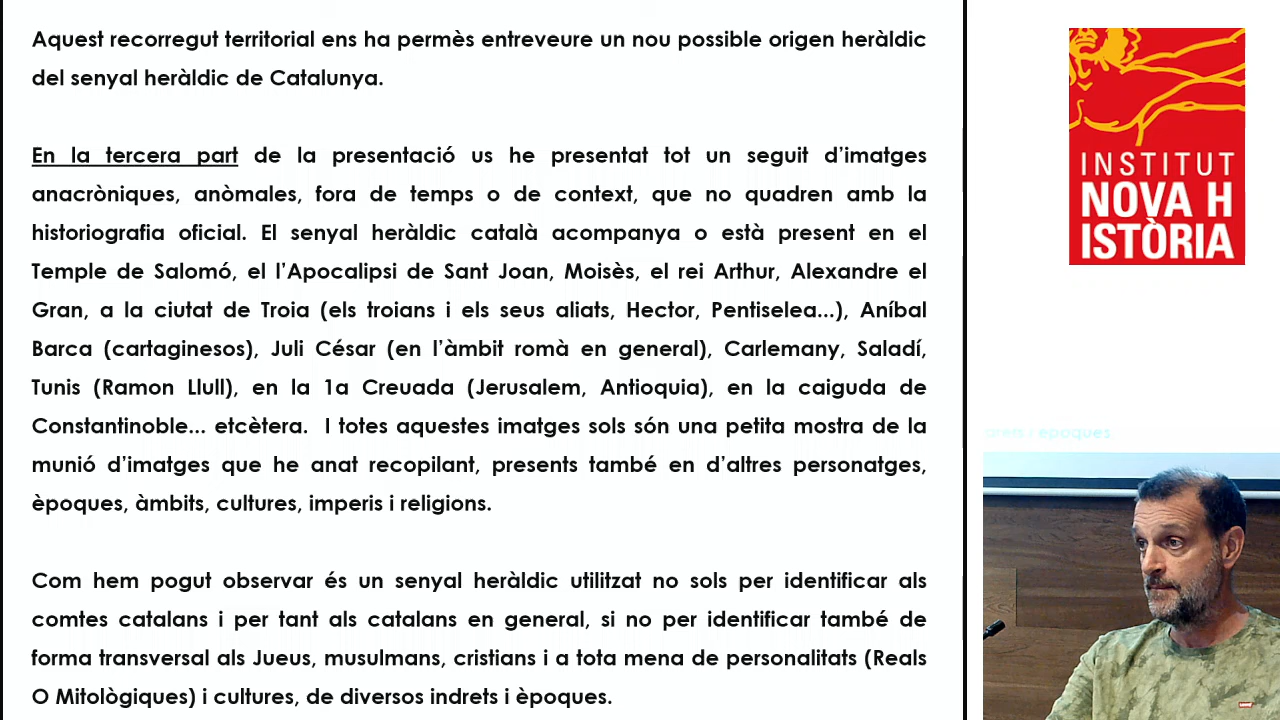 Aquest recorregut territorial ens ha permès entreveure un nou possible origen heràldic
del senyal heràldic de Catalunya.
En la tercera part de la presentació us he presentat tot un seguit d’imatges
anacròniques, anòmales, fora de temps o de context, que no quadren amb la
historiografia oficial. El senyal heràldic català acompanya o està present en el
Temple de Salomó, el l’Apocalipsi de Sant Joan, Moisès, el rei Arthur, Alexandre el
Gran, a la ciutat de Troia (els troians i els seus aliats, Hector, Pentiselea...), Aníbal
Barca (cartaginesos), Juli César (en l’àmbit romà en general), Carlemany, Saladí,
Tunis (Ramon Llull), en la 1a Creuada (Jerusalem, Antioquia), en la caiguda de
Constantinoble... etcètera. I totes aquestes imatges sols són una petita mostra de la
munió d’imatges que he anat recopilant, presents també en d’altres personatges,
èpoques, àmbits, cultures, imperis i religions.
Com hem pogut observar és un senyal heràldic utilitzat no sols per identificar als
comtes catalans i per tant als catalans en general, si no per identificar també de
forma transversal als Jueus, musulmans, cristians i a tota mena de personalitats (Reals
O Mitològiques) i cultures, de diversos indrets i èpoques.
INSTITUT
NOVA H
ISTÒRIA
drets i èpoques